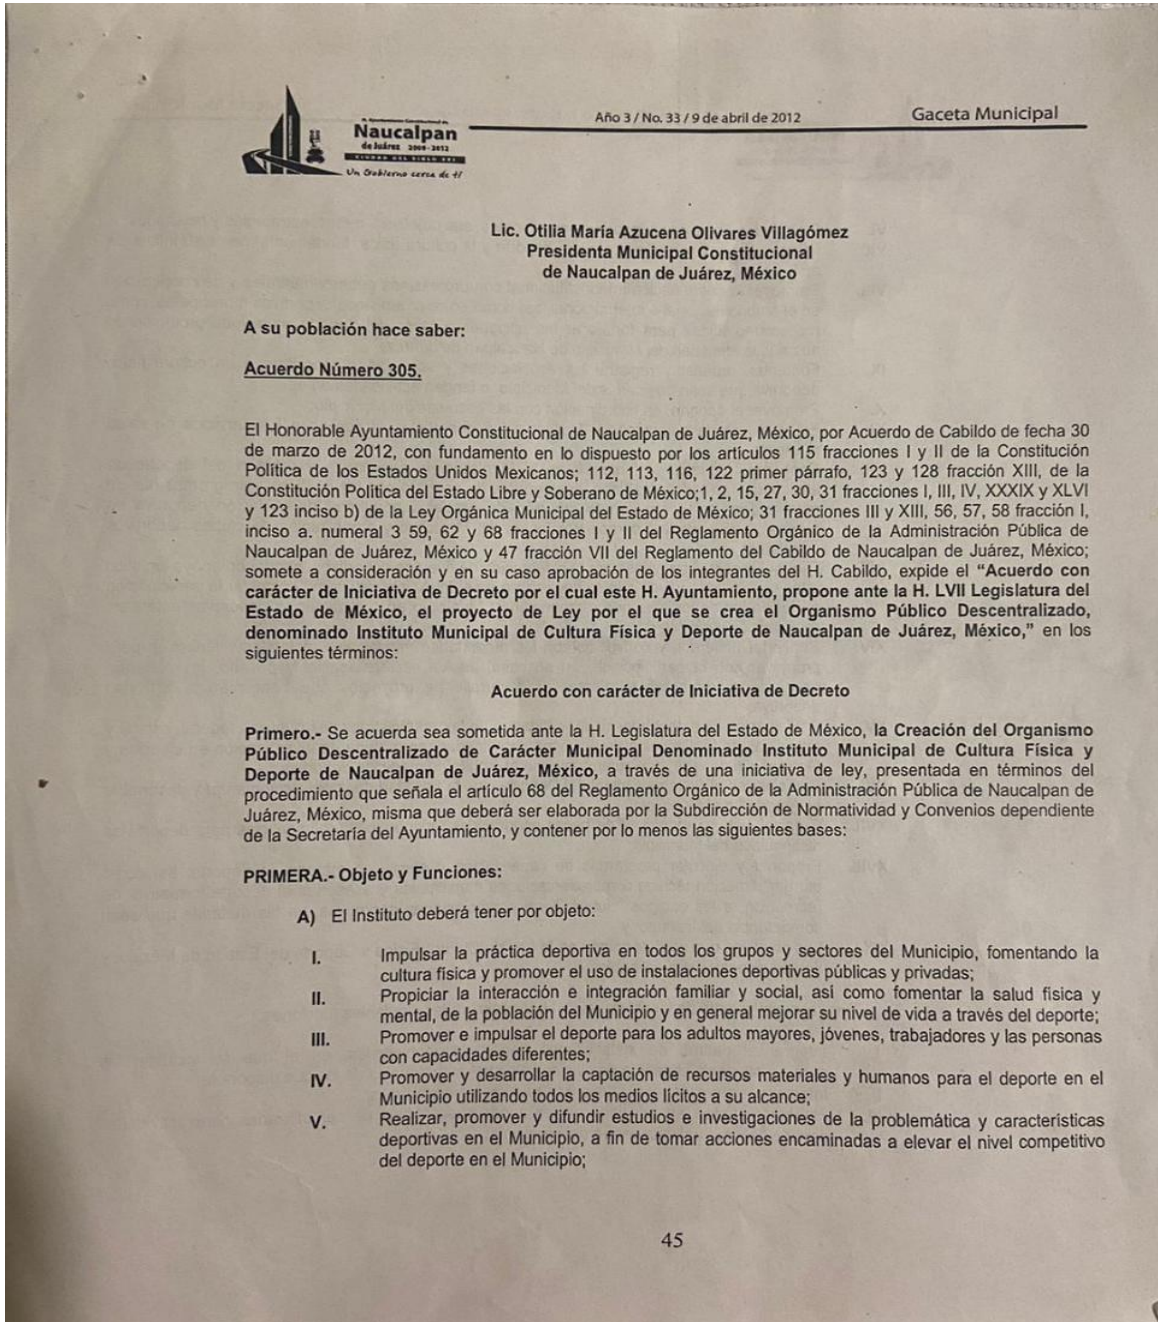 H. Ayuntamiento Constitucional de
Naucalpan
de Juárez 2009-2012
CIUDAD DEL SIGLO XXI
Un Gobierno cerca de tí
Año 3 / No. 33 / 9 de abril de 2012
Gaceta Municipal
Lic. Otilia María Azucena Olivares Villagómez
Presidenta Municipal Constitucional
de Naucalpan de Juárez, México
A su población hace saber:
Acuerdo Número 305.
El Honorable Ayuntamiento Constitucional de Naucalpan de Juárez, México, por Acuerdo de Cabildo de fecha 30
de marzo de 2012, con fundamento en lo dispuesto por los artículos 115 fracciones I y II de la Constitución
Política de los Estados Unidos Mexicanos; 112, 113, 116, 122 primer párrafo, 123 y 128 fracción XIII, de la
Constitución Política del Estado Libre y Soberano de México;1, 2, 15, 27, 30, 31 fracciones I, III, IV, XXXIX y XLVI
y 123 inciso b) de la Ley Orgánica Municipal del Estado de México; 31 fracciones III y XIII, 56, 57, 58 fracción I,
inciso a. numeral 3 59, 62 y 68 fracciones I y II del Reglamento Orgánico de la Administración Pública de
Naucalpan de Juárez, México y 47 fracción VII del Reglamento del Cabildo de Naucalpan de Juárez, México;
somete a consideración y en su caso aprobación de los integrantes del H. Cabildo, expide el “Acuerdo con
carácter de Iniciativa de Decreto por el cual este H. Ayuntamiento, propone ante la H. LVII Legislatura del
Estado de México, el proyecto de Ley por el que se crea el Organismo Público Descentralizado,
denominado Instituto Municipal de Cultura Física y Deporte de Naucalpan de Juárez, México,” en los
siguientes términos:
Acuerdo con carácter de Iniciativa de Decreto
Primero.- Se acuerda sea sometida ante la H. Legislatura del Estado de México, la Creación del Organismo
Público Descentralizado de Carácter Municipal Denominado Instituto Municipal de Cultura Física y
Deporte de Naucalpan de Juárez, México, a través de una iniciativa de ley, presentada en términos del
procedimiento que señala el artículo 68 del Reglamento Orgánico de la Administración Pública de Naucalpan de
Juárez, México, misma que deberá ser elaborada por la Subdirección de Normatividad y Convenios dependiente
de la Secretaría del Ayuntamiento, y contener por lo menos las siguientes bases:
PRIMERA.- Objeto y Funciones:
A) El Instituto deberá tener por objeto:
I. Impulsar la práctica deportiva en todos los grupos y sectores del Municipio, fomentando la
cultura física y promover el uso de instalaciones deportivas públicas y privadas;
II. Propiciar la interacción e integración familiar y social, así como fomentar la salud física y
mental, de la población del Municipio y en general mejorar su nivel de vida a través del deporte;
III. Promover e impulsar el deporte para los adultos mayores, jóvenes, trabajadores y las personas
con capacidades diferentes;
IV. Promover y desarrollar la captación de recursos materiales y humanos para el deporte en el
Municipio utilizando todos los medios lícitos a su alcance;
V. Realizar, promover y difundir estudios e investigaciones de la problemática y características
deportivas en el Municipio, a fin de tomar acciones encaminadas a elevar el nivel competitivo
del deporte en el Municipio;
45